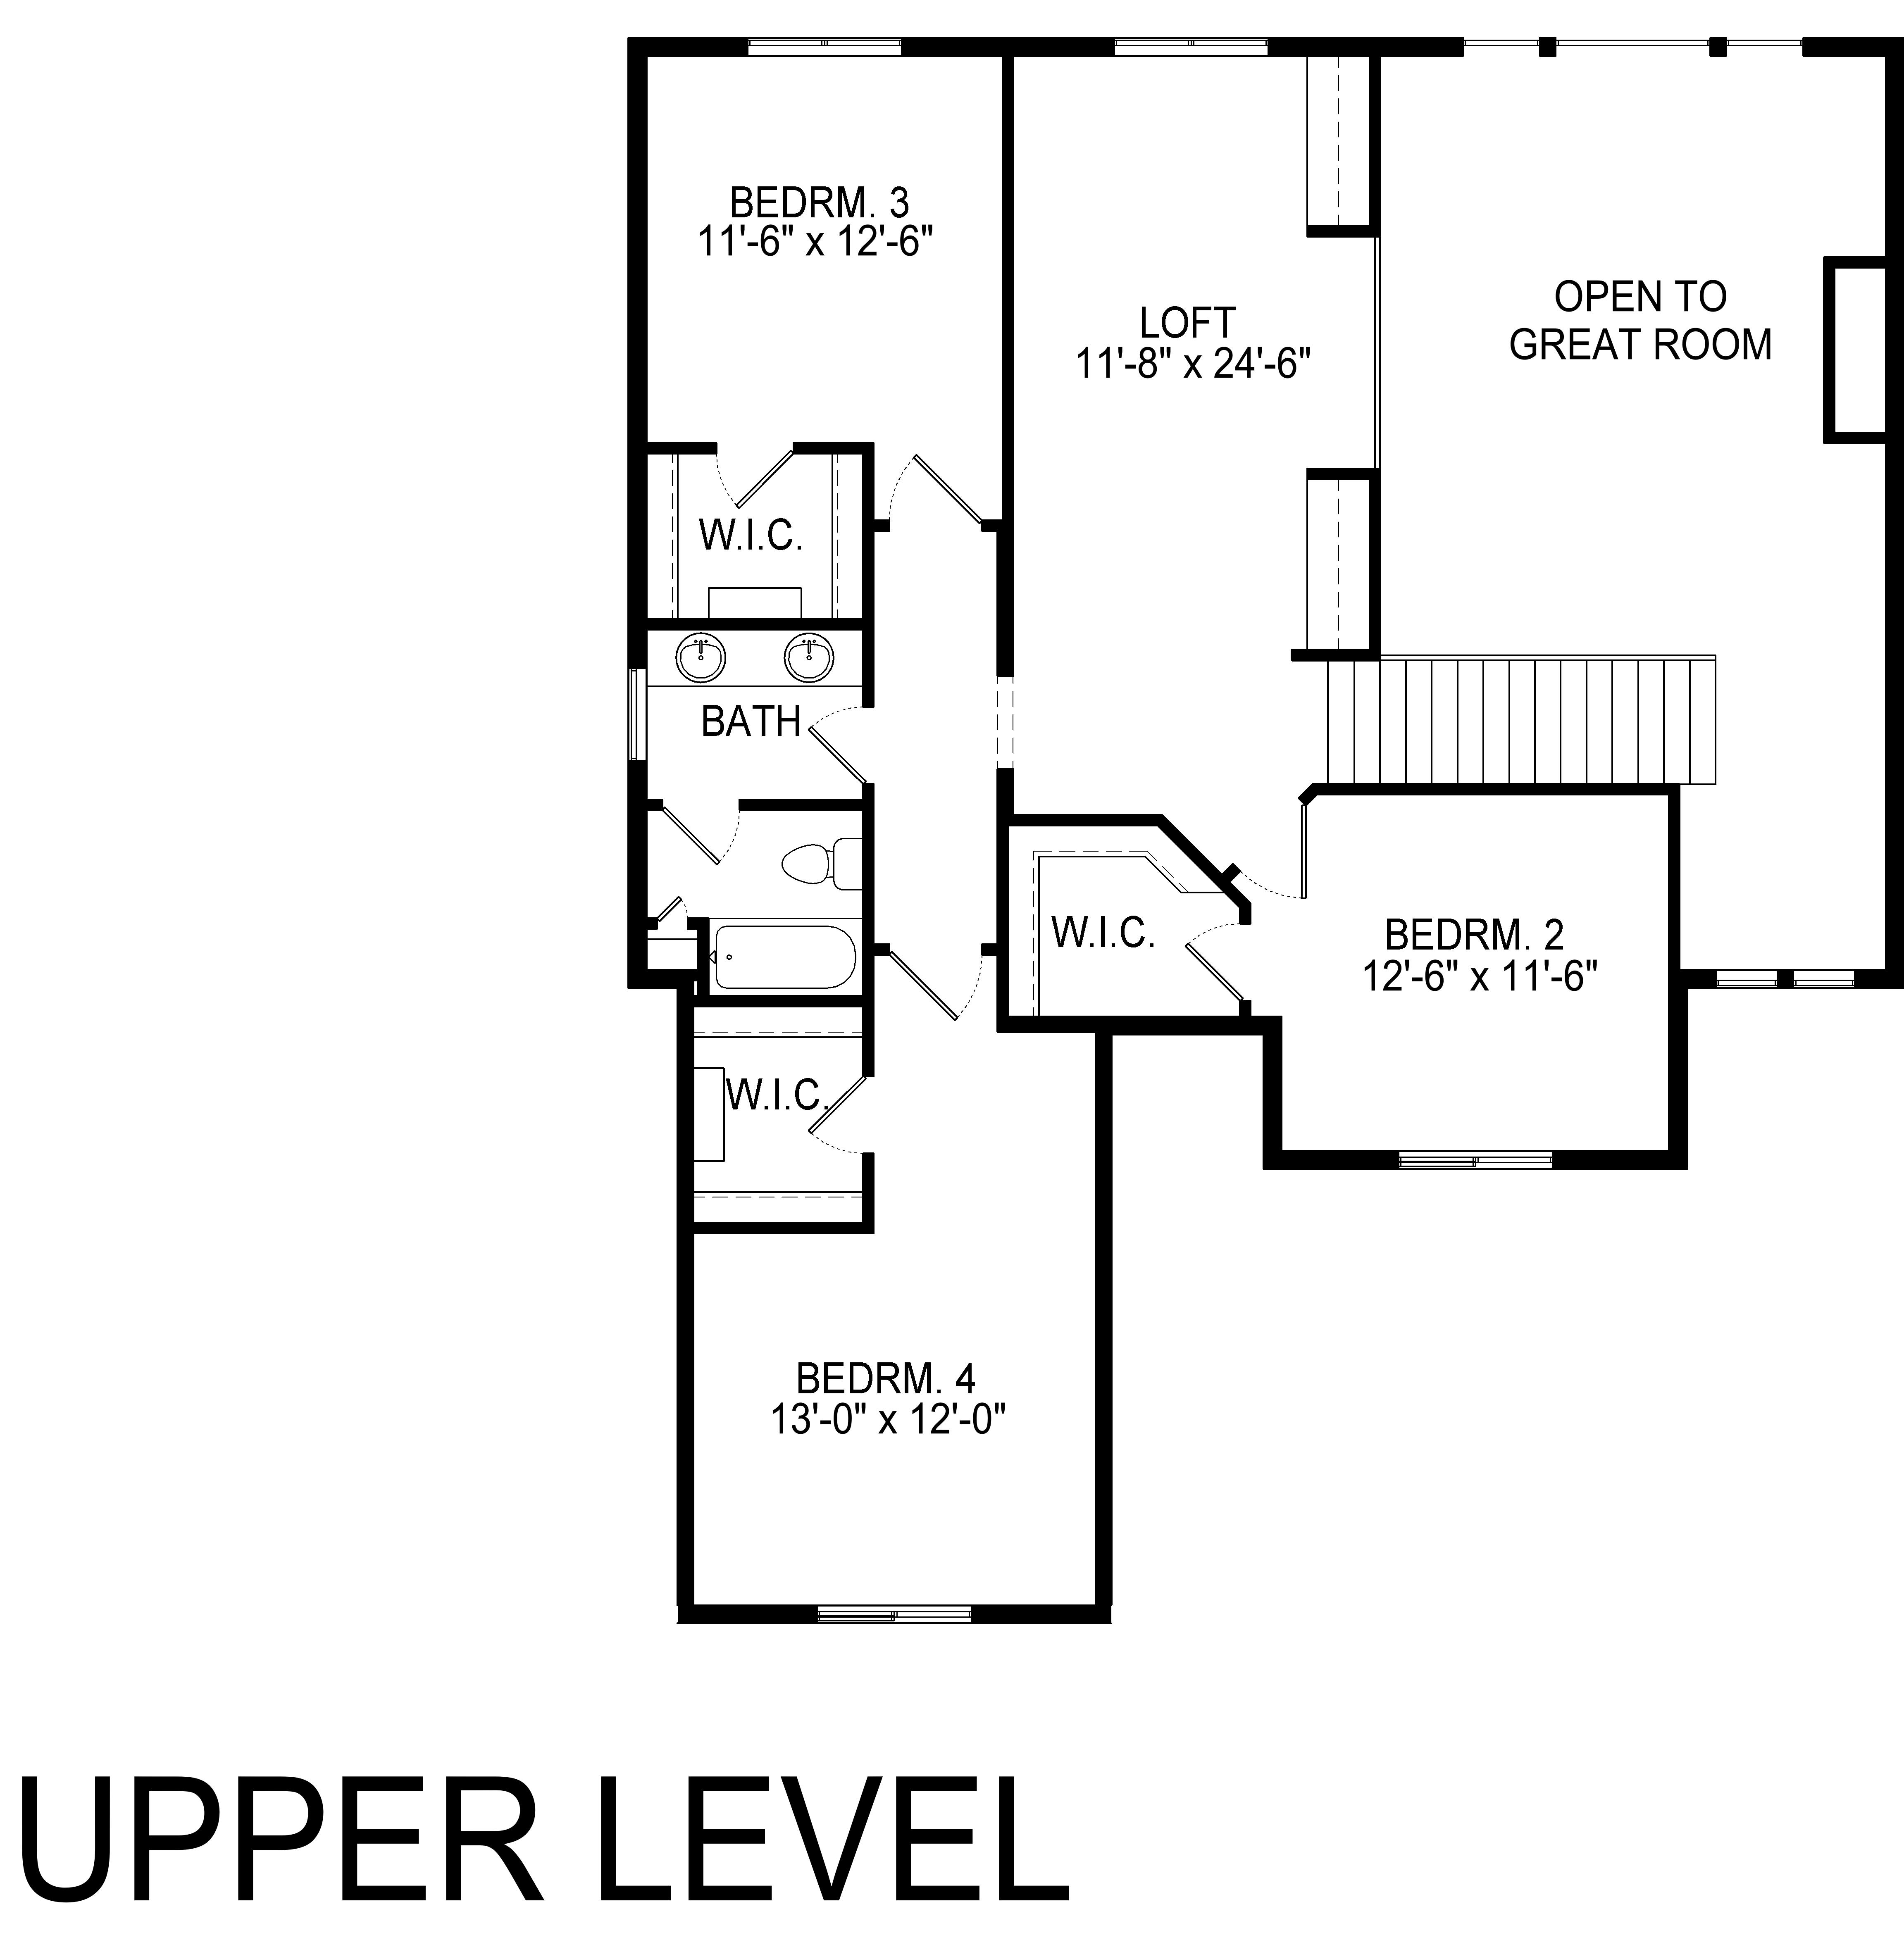 BEDRM. 3
11'-6" x 12'-6"
LOFT
11'-8" x 24'-6"
OPEN TO
GREAT ROOM
W.I.C.
BATH
W.I.C.
BEDRM. 2
12'-6" x 11'-6"
W.I.C.
BEDRM. 4
13'-0" x 12'-0"
UPPER LEVEL